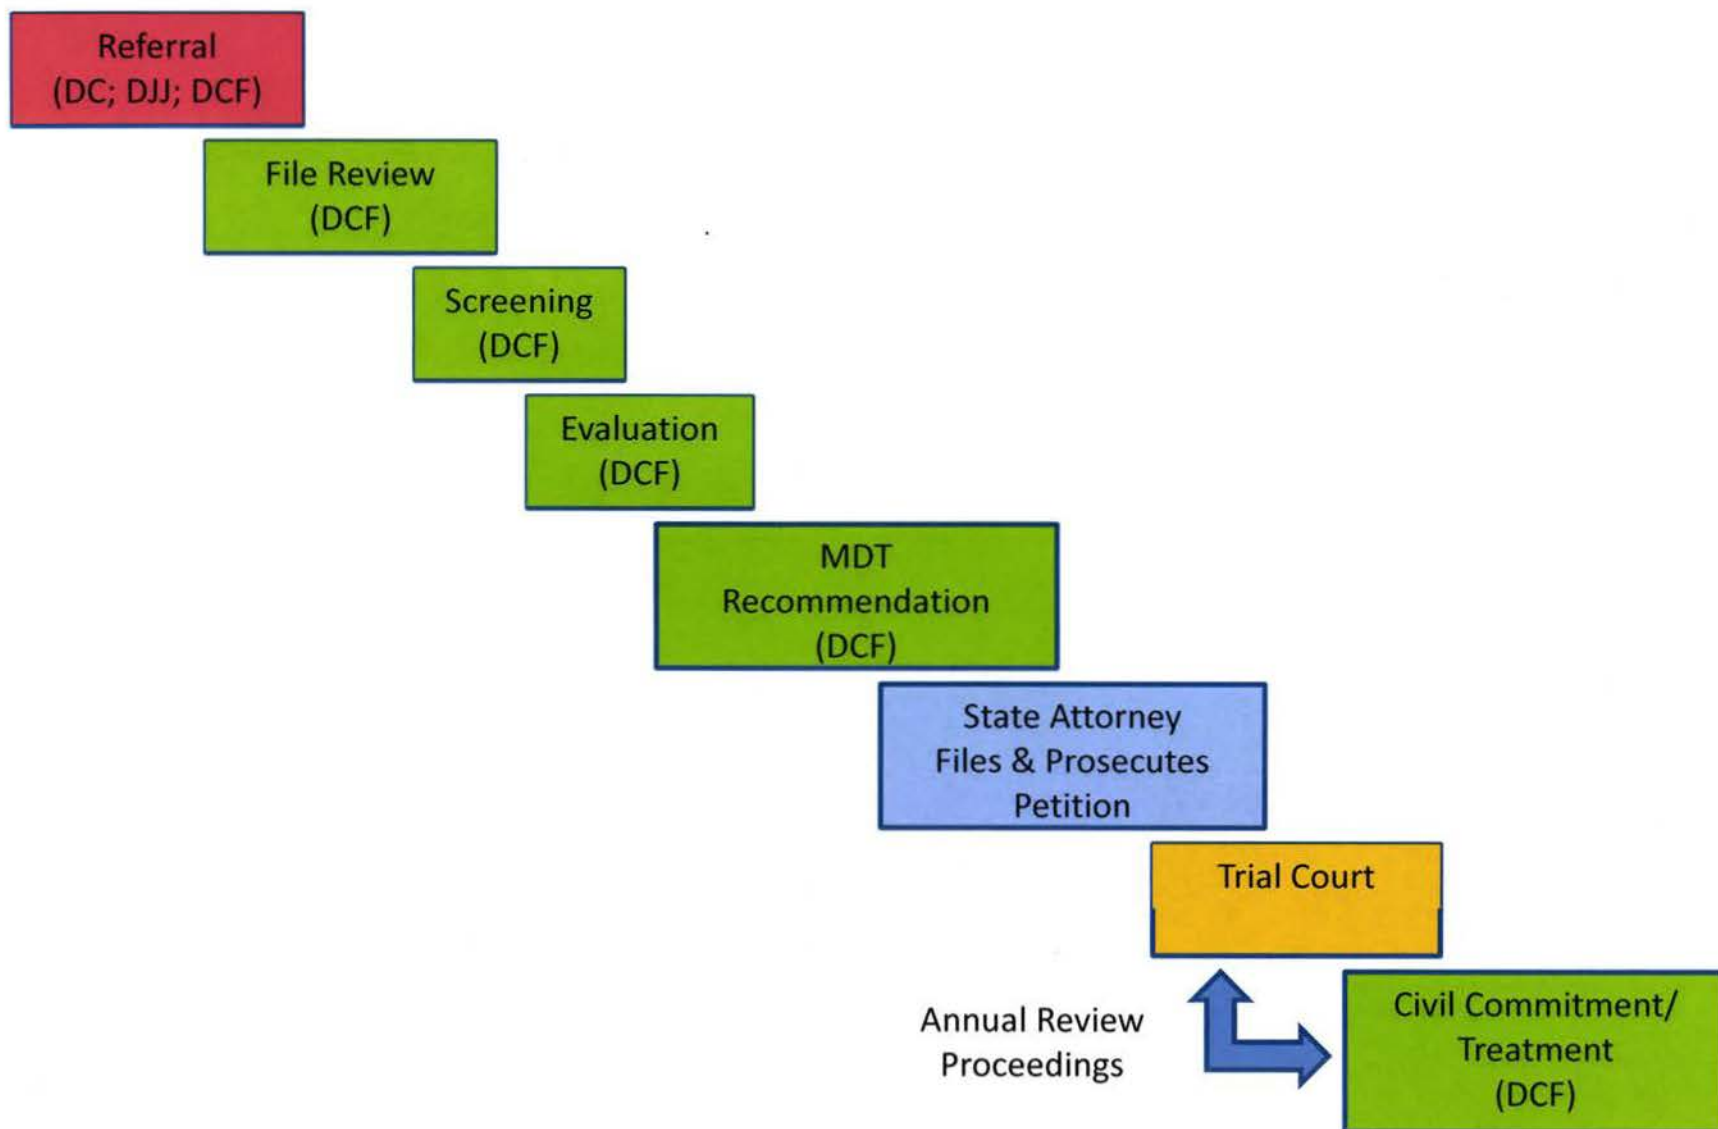 Referral
(DC; DJJ; DCF)
File Review
(DCF)
Screening
(DCF)
Evaluation
(DCF)
MDT
Recommendation
(DCF)
State Attorney
Files & Prosecutes
Petition
Trial Court
Annual Review
Proceedings
Civil Commitment/
Treatment
(DCF)